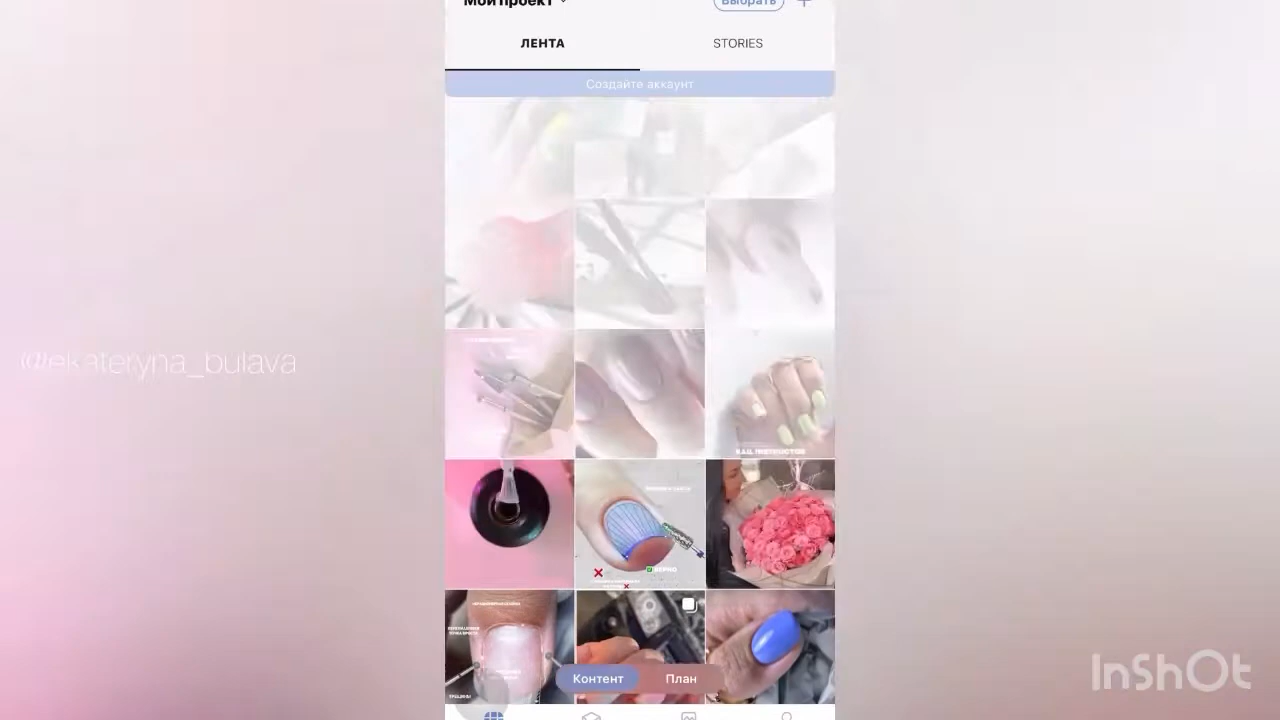 Мой проект
Выбрать
ЛЕНТА
STORIES
Создайте аккаунт
@ekateryna_bulava
NAIL INSTRUCTOR
ВЕРНО
Контент
План
InShOt